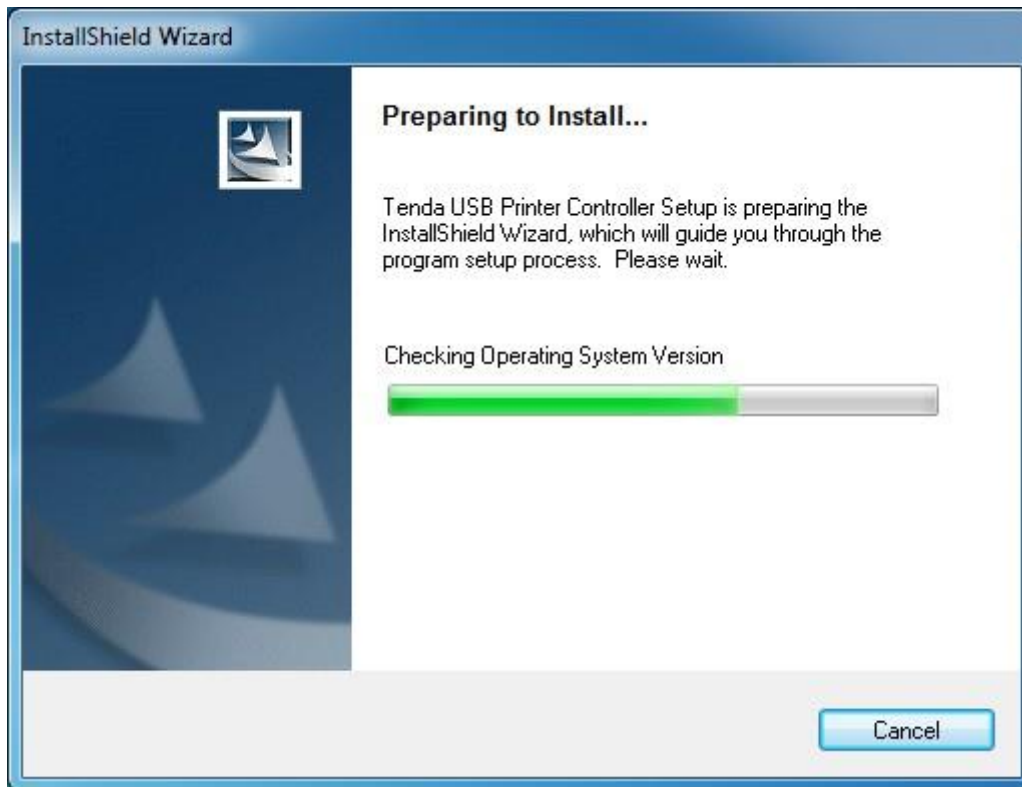 InstallShield Wizard
Preparing to Install...
Tenda USB Printer Controller Setup is preparing the
InstallShield Wizard, which will guide you through the
program setup process.  Please wait.
Checking Operating System Version
Cancel